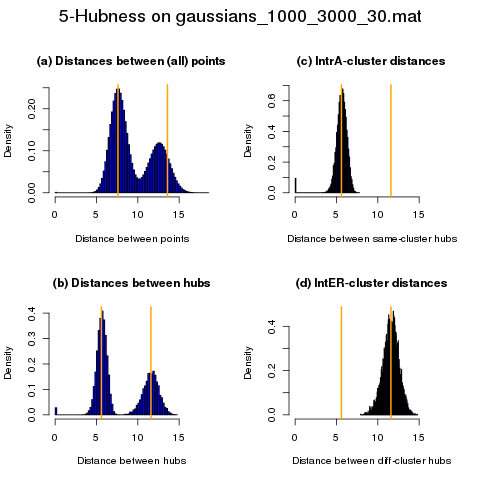 5-Hubness on gaussians_1000_3000_30.mat
(a) Distances between (all) points
Density
0.00 0.10 0.20
0 5 10 15
Distance between points
(c) IntrA-cluster distances
Density
0.0 0.2 0.4 0.6
0 5 10 15
Distance between same-cluster hubs
(b) Distances between hubs
Density
0.0 0.1 0.2 0.3 0.4
0 5 10 15
Distance between hubs
(d) IntER-cluster distances
Density
0.0 0.2 0.4
0 5 10 15
Distance between diff-cluster hubs